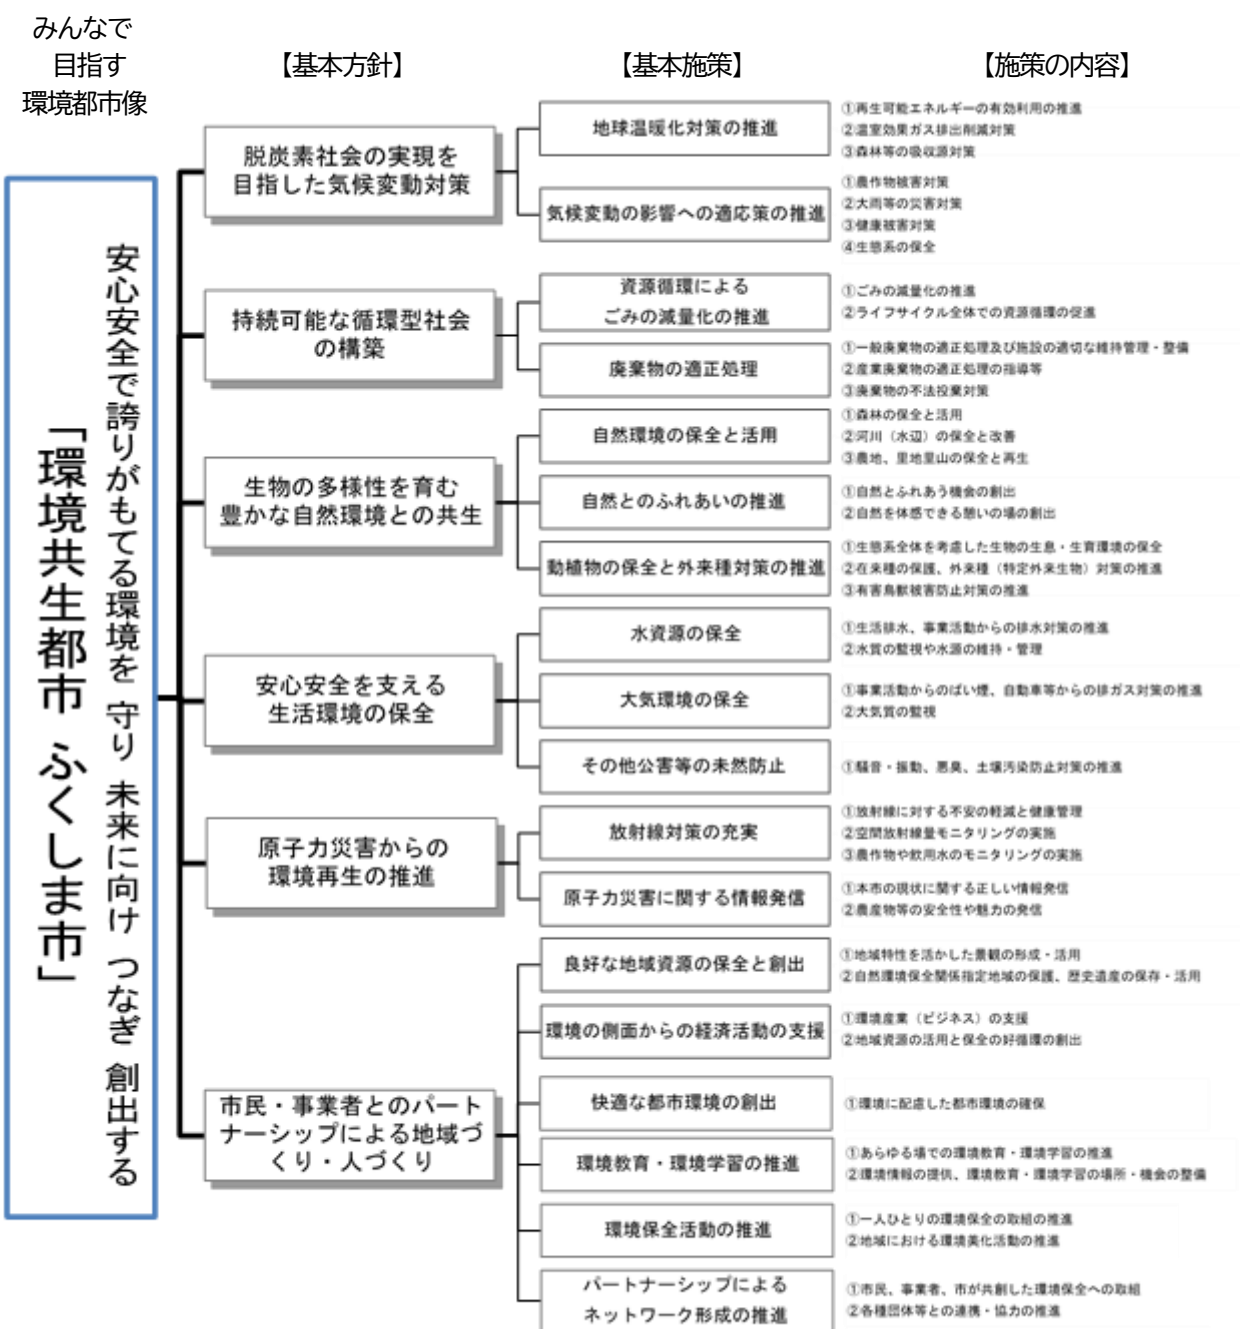 みんなで
目指す
環境都市像
【基本方針】
【基本施策】
【施策の内容】
安心安全で誇りがもてる環境を 守り 未来に向け つなぎ 創出する
「環境共生都市 ふくしま市」
脱炭素社会の実現を
目指した気候変動対策
地球温暖化対策の推進
①再生可能エネルギーの有効利用の推進
②温室効果ガス排出削減対策
③森林等の吸収源対策
気候変動の影響への適応策の推進
①農作物被害対策
②大雨等の災害対策
③健康被害対策
④生態系の保全
持続可能な循環型社会
の構築
資源循環による
ごみの減量化の推進
①ごみの減量化の推進
②ライフサイクル全体での資源循環の促進
廃棄物の適正処理
①一般廃棄物の適正処理及び施設の適切な維持管理・整備
②産業廃棄物の適正処理の指導等
③廃棄物の不法投棄対策
生物の多様性を育む
豊かな自然環境との共生
自然環境の保全と活用
①森林の保全と活用
②河川（水辺）の保全と改善
③農地、里地里山の保全と再生
自然とのふれあいの推進
①自然とふれあう機会の創出
②自然を体感できる憩いの場の創出
動植物の保全と外来種対策の推進
①生態系全体を考慮した生物の生息・生育環境の保全
②在来種の保護、外来種（特定外来生物）対策の推進
③有害鳥獣被害防止対策の推進
安心安全を支える
生活環境の保全
水資源の保全
①生活排水、事業活動からの排水対策の推進
②水質の監視や水源の維持・管理
大気環境の保全
①事業活動からのばい煙、自動車等からの排ガス対策の推進
②大気質の監視
その他公害等の未然防止
①騒音・振動、悪臭、土壌汚染防止対策の推進
原子力災害からの
環境再生の推進
放射線対策の充実
①放射線に対する不安の軽減と健康管理
②空間放射線量モニタリングの実施
③農作物や飲用水のモニタリングの実施
原子力災害に関する情報発信
①本市の現状に関する正しい情報発信
②農産物等の安全性や魅力の発信
市民・事業者とのパート
ナーシップによる地域づ
くり・人づくり
良好な地域資源の保全と創出
①地域特性を活かした景観の形成・活用
②自然環境保全関係指定地域の保護、歴史遺産の保存・活用
環境の側面からの経済活動の支援
①環境産業（ビジネス）の支援
②地域資源の活用と保全の好循環の創出
快適な都市環境の創出
①環境に配慮した都市環境の確保
環境教育・環境学習の推進
①あらゆる場での環境教育・環境学習の推進
②環境情報の提供、環境教育・環境学習の場所・機会の整備
環境保全活動の推進
①一人ひとりの環境保全の取組の推進
②地域における環境美化活動の推進
パートナーシップによる
ネットワーク形成の推進
①市民、事業者、市が共創した環境保全への取組
②各種団体等との連携・協力の推進